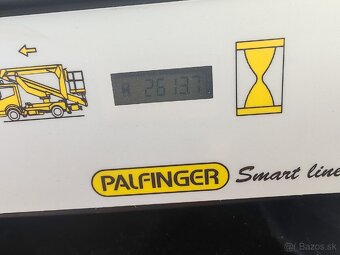 A 2613.7
PALFINGER
Smart line
© Bazos.sk